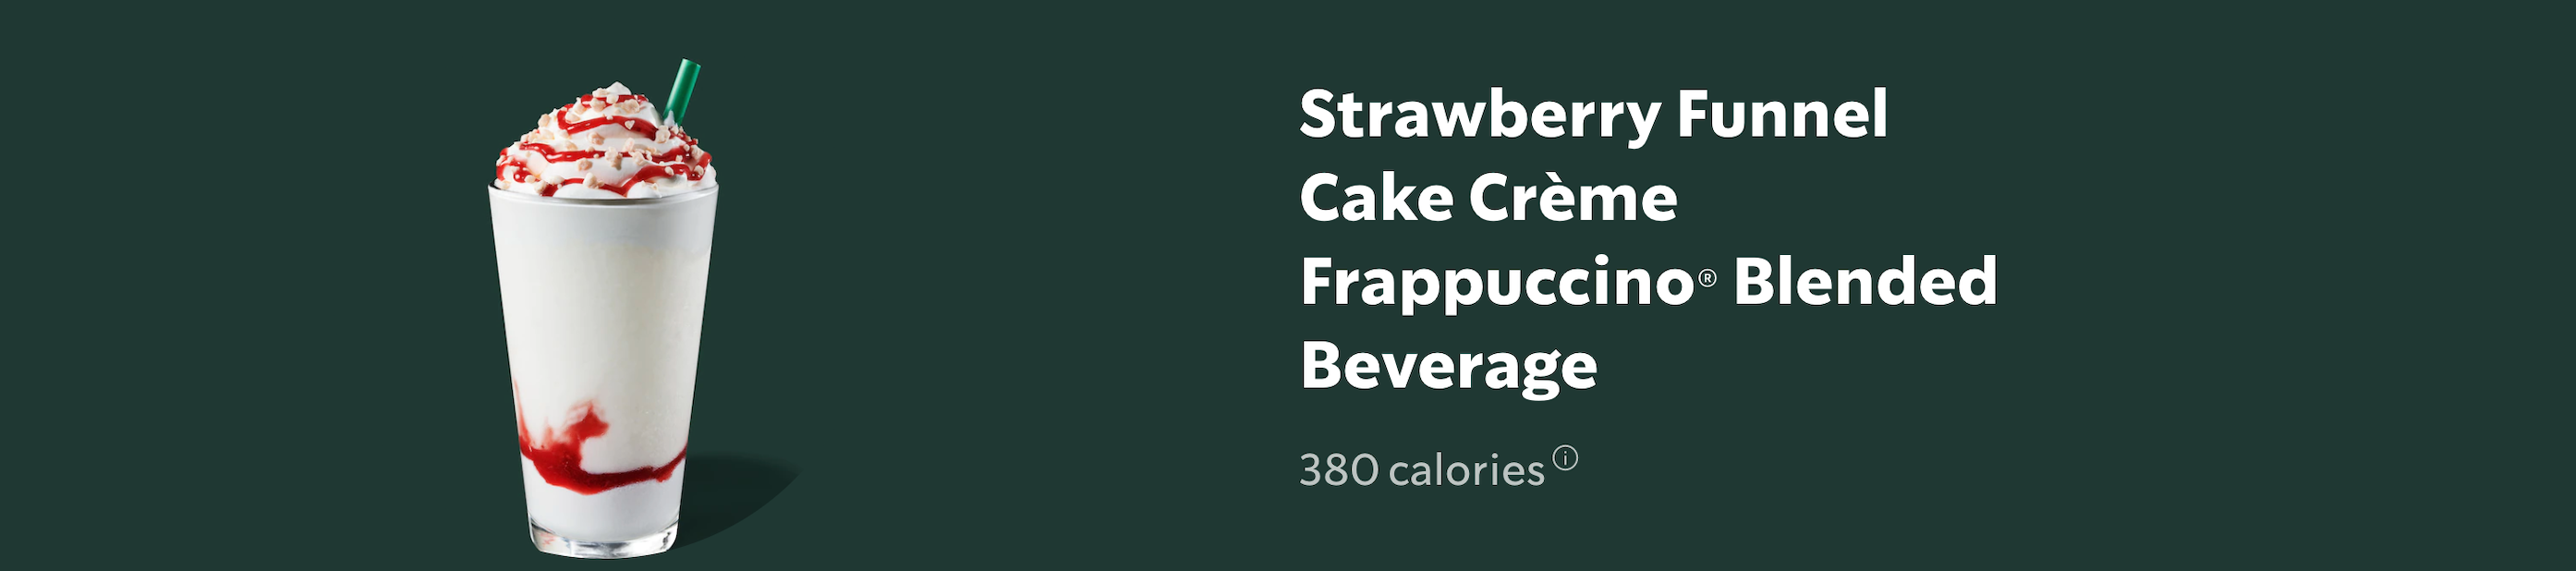 Strawberry Funnel
Cake Crème
Frappuccino® Blended
Beverage
380 calories